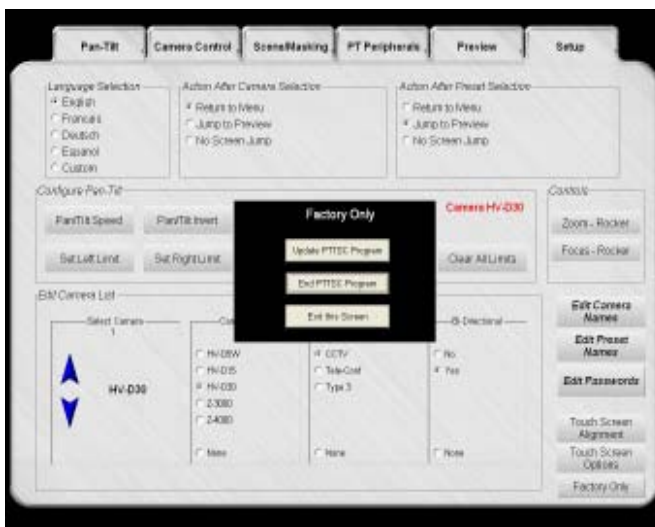 Pan-Tilt
Camera Control
Scene/Masking
PT Peripherals
Preview
Setup
Language Selection
English
Francais
Deutsch
Espanol
Custom
Action After Camera Selection
Return to Menu
Jump to Preview
No Screen Jump
Action After Preset Selection
Return to Menu
Jump to Preview
No Screen Jump
Configure Pan-Tilt
Pan/Tilt Speed
Pan/Tilt Invert
Set Left Limit
Set Right Limit
Camera HV-D30
Clear All Limits
Controls
Zoom - Rocker
Focus - Rocker
Factory Only
Update PTTSC Program
End PTTSC Program
Exit this Screen
Edit Camera List
Select Camera
1
HV-D30
HV-D5W
HV-D15
HV-D30
Z-3000
Z-4000
None
CCTV
Tele-Conf
Type 3
None
Bi-Directional
No
Yes
None
Edit Camera
Names
Edit Preset
Names
Edit Passwords
Touch Screen
Alignment
Touch Screen
Options
Factory Only